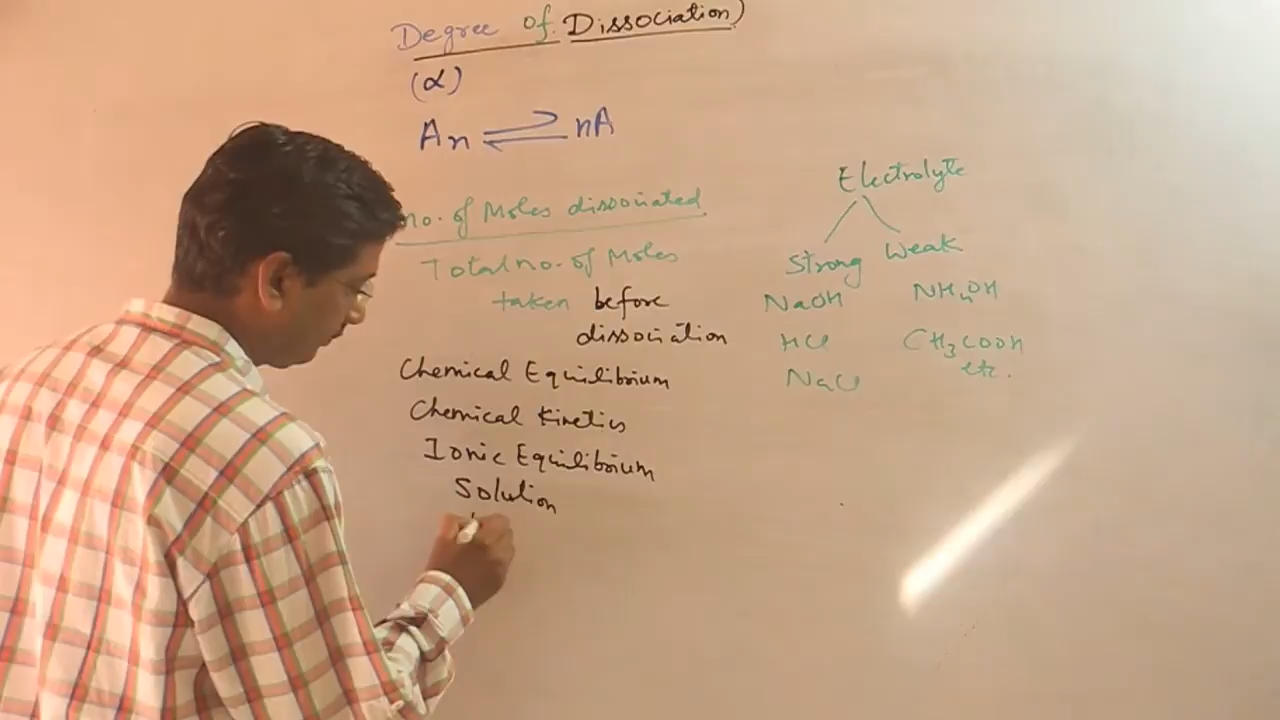 Degree of Dissociation
(α)
An ⇌ nA
no. of Moles dissociated
Total no. of Moles
taken before
dissociation
Chemical Equilibrium
Chemical Kinetics
Ionic Equilibrium
Solution
Electrolyte
Strong Weak
NaOH NH4OH
HCl CH3COOH
NaCl etc.